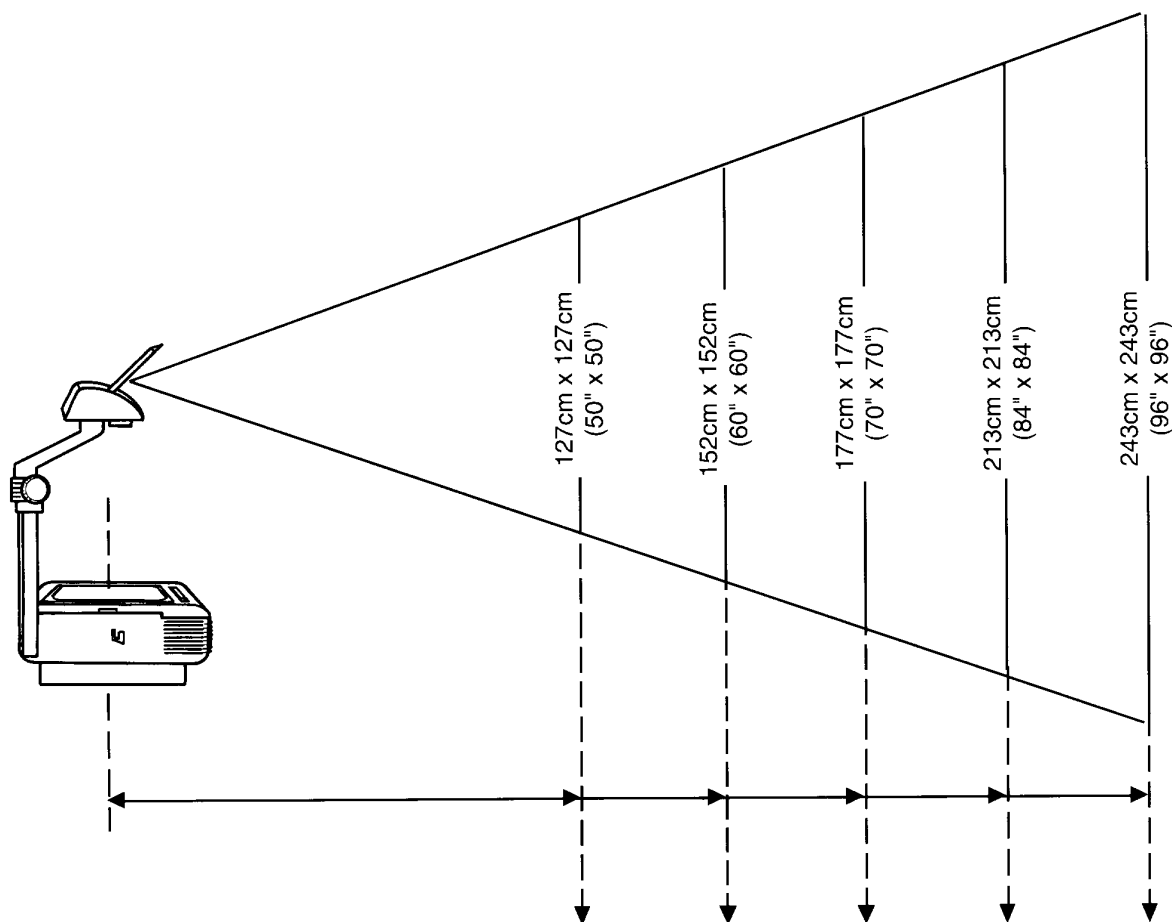 127cm x 127cm
(50" x 50")
152cm x 152cm
(60" x 60")
177cm x 177cm
(70" x 70")
213cm x 213cm
(84" x 84")
243cm x 243cm
(96" x 96")